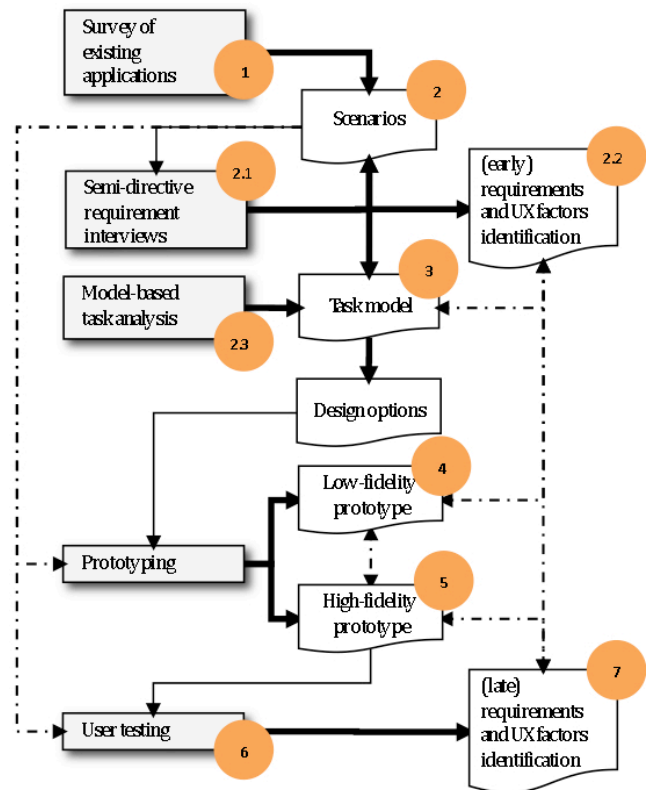 Survey of
existing
applications
1
2
Scenarios
2.1
Semi-directive
requirement
interviews
2.2
(early)
requirements
and UX factors
identification
Model-based
task analysis
2.3
3
Task model
Design options
4
Low-fidelity
prototype
Prototyping
5
High-fidelity
prototype
User testing
6
7
(late)
requirements
and UX factors
identification